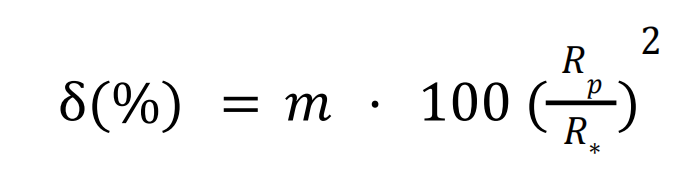 δ(%) = m · 100 (R_p/R_*)^2